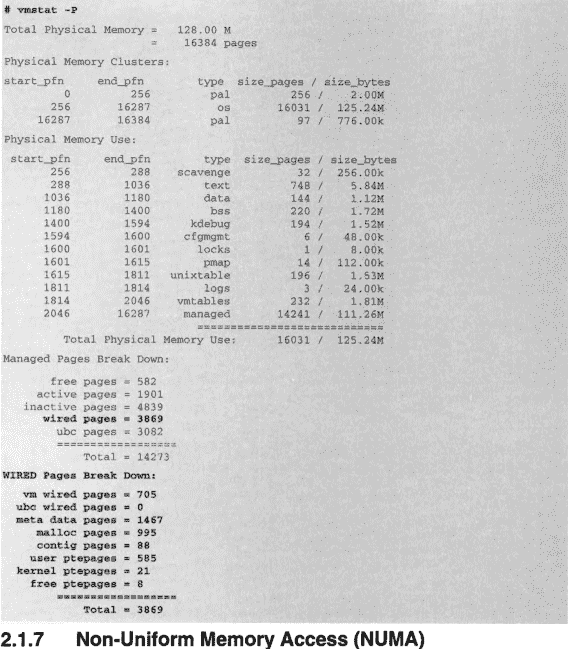 # vmstat -P
Total Physical Memory = 128.00 M
= 16384 pages
Physical Memory Clusters:
start_pfn end_pfn type size_pages / size_bytes
0 256 pal 256 / 2.00M
256 16287 os 16031 / 125.24M
16287 16384 pal 97 / 776.00k
Physical Memory Use:
start_pfn end_pfn type size_pages / size_bytes
256 288 scavenge 32 / 256.00k
288 1036 text 748 / 5.84M
1036 1180 data 144 / 1.12M
1180 1400 bss 220 / 1.72M
1400 1594 kdebug 194 / 1.52M
1594 1600 cfgmgmt 6 / 48.00k
1600 1601 locks 1 / 8.00k
1601 1615 pmap 14 / 112.00k
1615 1811 unixtable 196 / 1.53M
1811 1814 logs 3 / 24.00k
1814 2046 vmtables 232 / 1.81M
2046 16287 managed 14241 / 111.26M
============================
Total Physical Memory Use: 16031 / 125.24M
Managed Pages Break Down:
free pages = 582
active pages = 1901
inactive pages = 4839
wired pages = 3869
ubc pages = 3082
==================
Total = 14273
WIRED Pages Break Down:
vm wired pages = 705
ubc wired pages = 0
meta data pages = 1467
malloc pages = 995
contig pages = 88
user ptepages = 585
kernel ptepages = 21
free ptepages = 8
==================
Total = 3869
2.1.7 Non-Uniform Memory Access (NUMA)